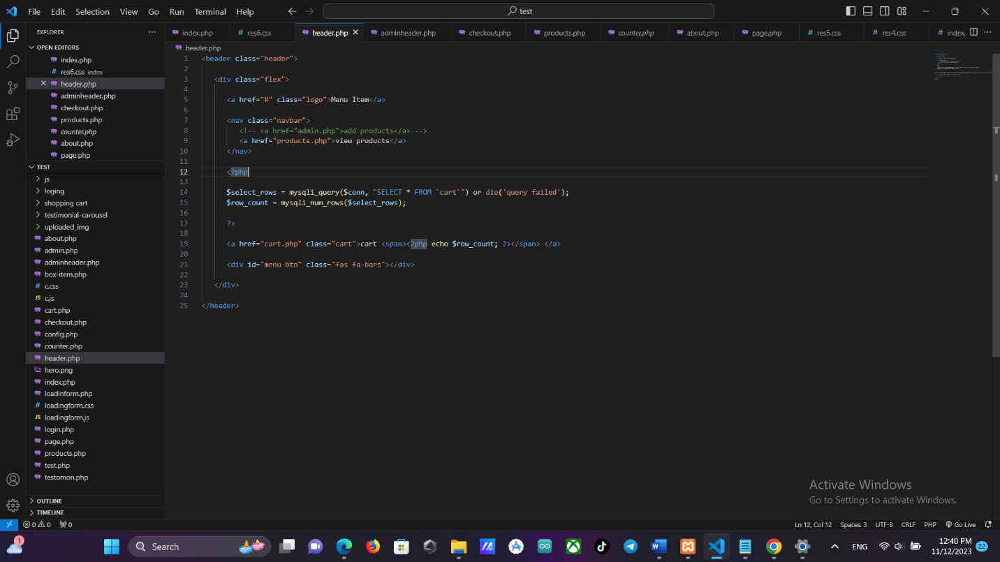 File Edit Selection View Go Run Terminal Help
test
EXPLORER
OPEN EDITORS
index.php
res6.css index
header.php
adminheader.php
checkout.php
products.php
counter.php
about.php
page.php
TEST
js
loging
shopping cart
testimonial-carousel
uploaded_img
about.php
admin.php
adminheader.php
box-item.php
c.css
JS c.js
cart.php
checkout.php
config.php
counter.php
header.php
hero.png
index.php
loadinform.php
loadingform.css
JS loadingform.js
login.php
page.php
products.php
test.php
testomon.php
OUTLINE
TIMELINE
index.php # res6.css header.php adminheader.php checkout.php products.php counter.php about.php page.php # res5.css # res4.css # index.
header.php
1 <header class="header">
2
3 <div class="flex">
4
5 <a href="#" class="logo">Menu Item</a>
6
7 <nav class="navbar">
8 <!-- <a href="admin.php">add products</a> -->
9 <a href="products.php">view products</a>
10 </nav>
11
12 <?php
13
14 $select_rows = mysqli_query($conn, "SELECT * FROM `cart`") or die('query failed');
15 $row_count = mysqli_num_rows($select_rows);
16
17 ?>
18
19 <a href="cart.php" class="cart">cart <span><?php echo $row_count; ?></span> </a>
20
21 <div id="menu-btn" class="fas fa-bars"></div>
22
23 </div>
24
25 </header>
Activate Windows
Go to Settings to activate Windows.
0 0 0
Ln 12, Col 12 Spaces: 3 UTF-8 CRLF PHP Go Live
1
Search
ENG
12:40 PM
11/12/2023
22